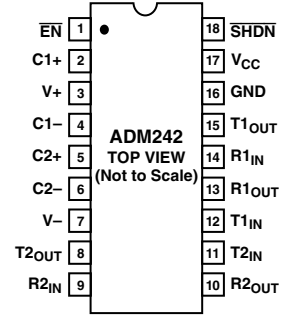 EN 1 18 SHDN
C1+ 2 17 VCC
V+ 3 16 GND
C1– 4 15 T1OUT
ADM242
C2+ 5 TOP VIEW 14 R1IN
(Not to Scale)
C2– 6 13 R1OUT
V– 7 12 T1IN
T2OUT 8 11 T2IN
R2IN 9 10 R2OUT